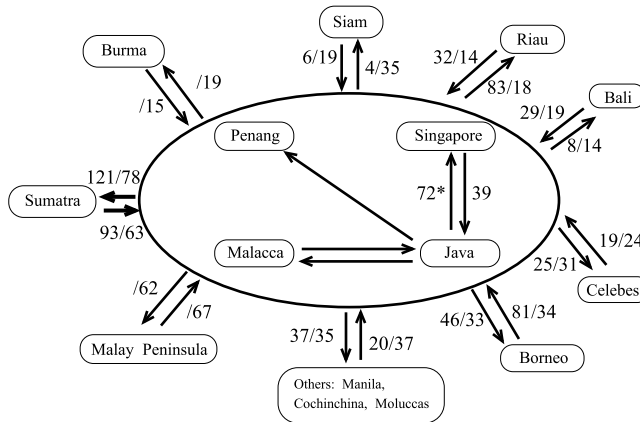 Siam
6/19
4/35
Riau
32/14
83/18
Burma
/19
/15
Bali
29/19
8/14
Penang
Singapore
72*
39
121/78
Sumatra
93/63
Malacca
Java
19/24
25/31
Celebes
/62
/67
Malay Peninsula
37/35
20/37
46/33
81/34
Borneo
Others: Manila,
Cochinchina, Moluccas